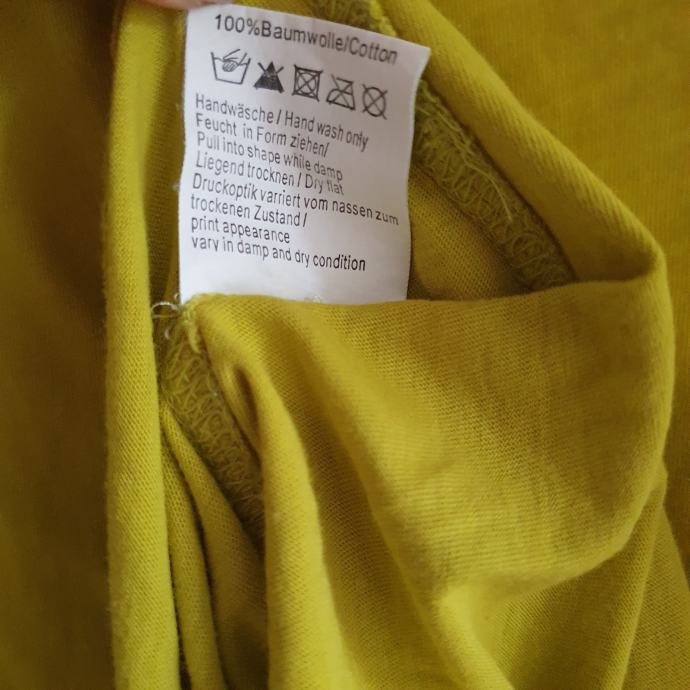 100%Baumwolle/Cotton
Handwäsche/ Hand wash only
Feucht in Form ziehen/
Pull into shape while damp
Liegend trocknen / Dry flat
Druckoptik varriert vom nassen zum
trockenen Zustand /
print appearance
vary in damp and dry condition